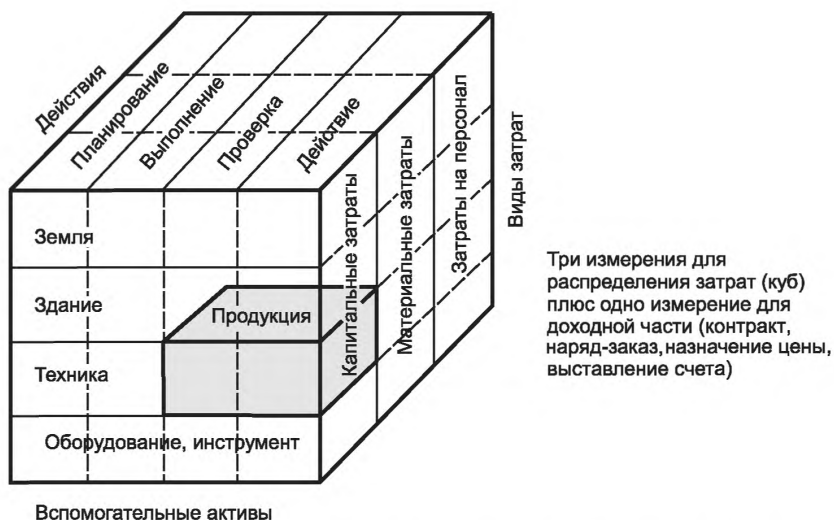 Действия
Планирование
Выполнение
Проверка
Действие
Земля
Здание
Техника
Оборудование, инструмент
Продукция
Капитальные затраты
Материальные затраты
Затраты на персонал
Виды затрат
Вспомогательные активы
Три измерения для
распределения затрат (куб)
плюс одно измерение для
доходной части (контракт,
наряд-заказ, назначение цены,
выставление счета)